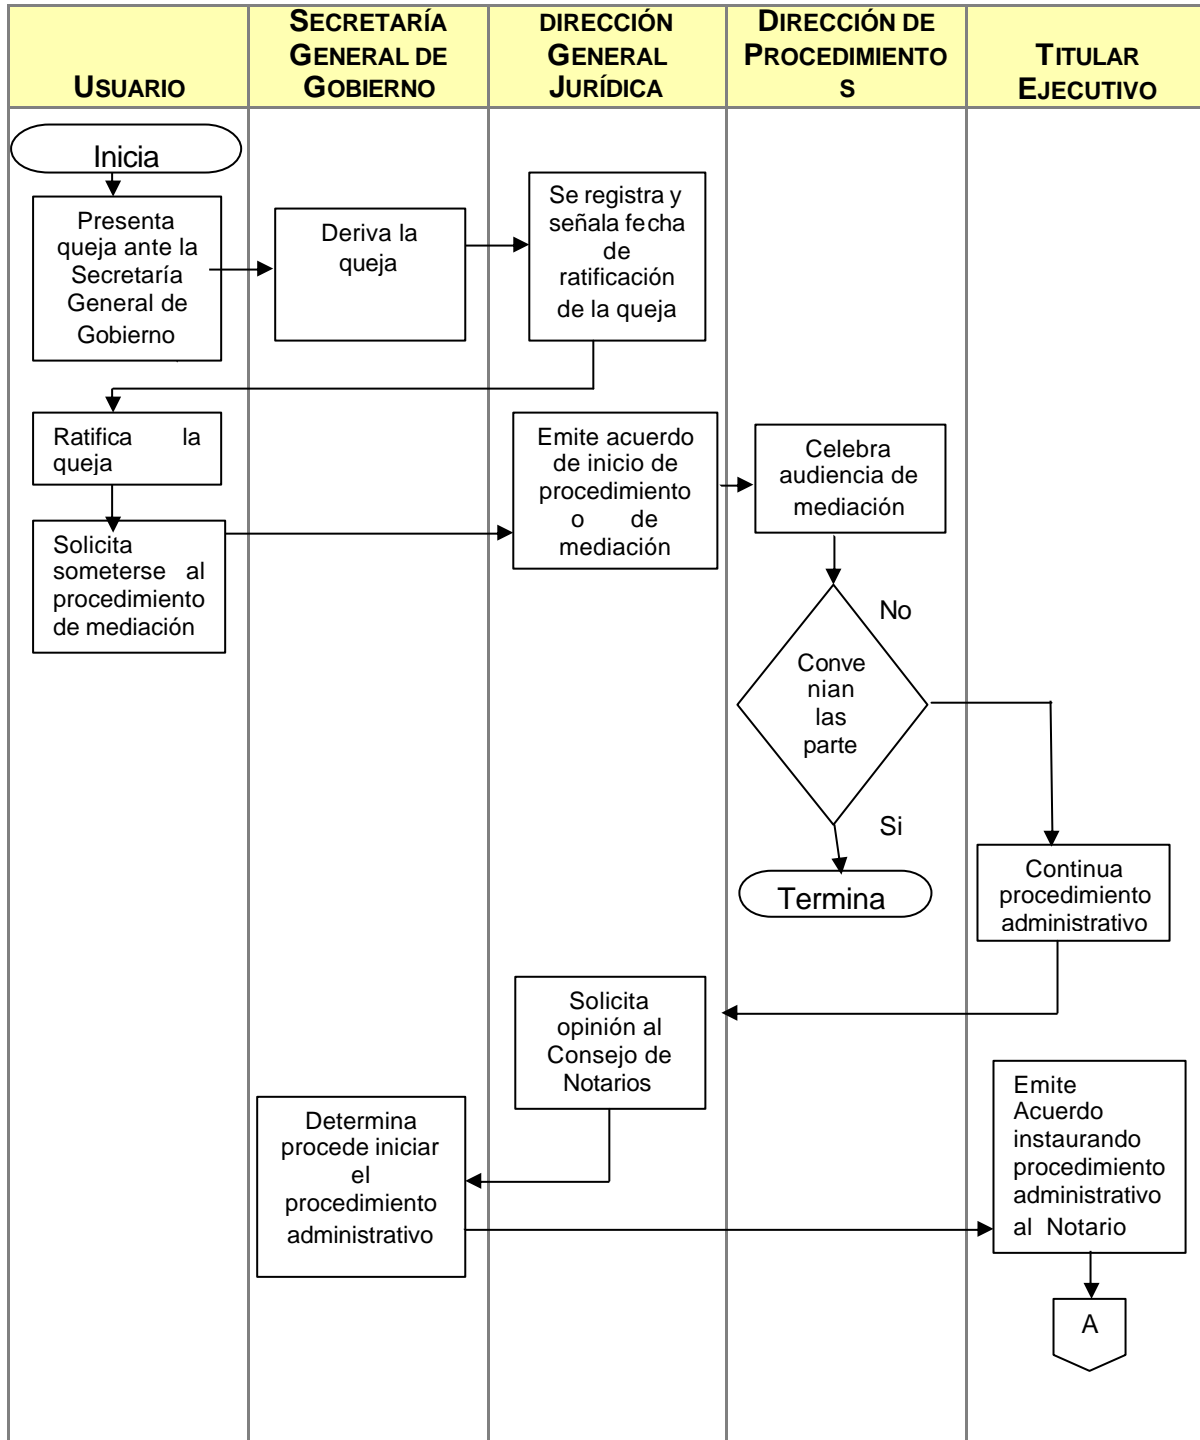 USUARIO
SECRETARÍA
GENERAL DE
GOBIERNO
DIRECCIÓN
GENERAL
JURÍDICA
DIRECCIÓN DE
PROCEDIMIENTO
S
TITULAR
EJECUTIVO
Inicia
Presenta
queja ante la
Secretaría
General de
Gobierno
Deriva la
queja
Se registra y
señala fecha
de
ratificación
de la queja
Ratifica la
queja
Solicita
someterse al
procedimiento
de mediación
Emite acuerdo
de inicio de
procedimiento
o de
mediación
Celebra
audiencia de
mediación
No
Conve
nian
las
parte
Si
Termina
Continua
procedimiento
administrativo
Solicita
opinión al
Consejo de
Notarios
Determina
procede iniciar
el
procedimiento
administrativo
Emite
Acuerdo
instaurando
procedimiento
administrativo
al Notario
A